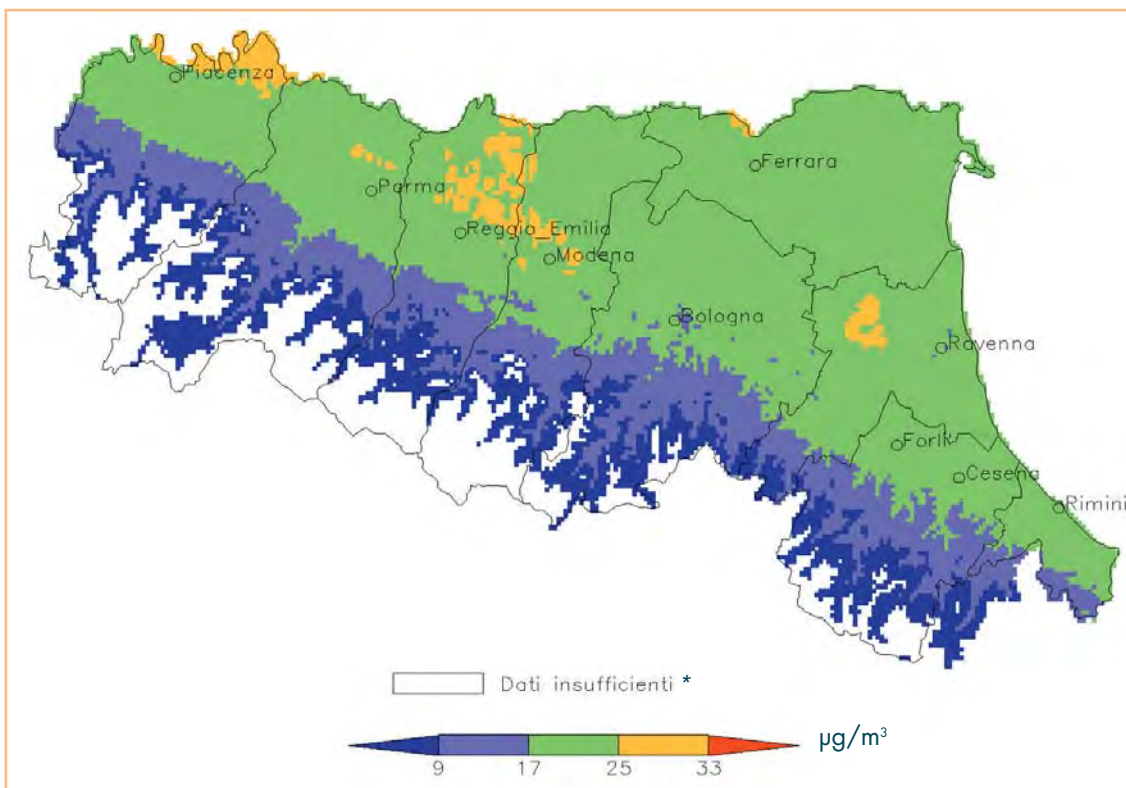 Piacenza
Ferrara
Parma
Reggio_Emilia
Modena
Bologna
Ravenna
Forlì
Cesena
Rimini
Dati insufficienti *
µg/m³
9 17 25 33